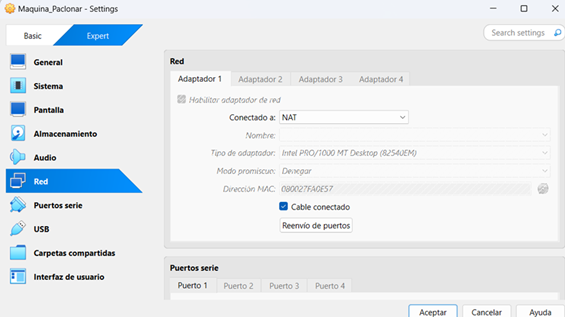 Maquina_Paclonar - Settings
Basic
Expert
Search settings
General
Sistema
Pantalla
Almacenamiento
Audio
Red
Puertos serie
USB
Carpetas compartidas
Interfaz de usuario
Red
Adaptador 1 Adaptador 2 Adaptador 3 Adaptador 4
Habilitar adaptador de red
Conectado a: NAT
Nombre:
Tipo de adaptador: Intel PRO/1000 MT Desktop (82540EM)
Modo promiscuo: Denegar
Dirección MAC: 080027FA0E57
Cable conectado
Reenvío de puertos
Puertos serie
Puerto 1 Puerto 2 Puerto 3 Puerto 4
Aceptar Cancelar Ayuda